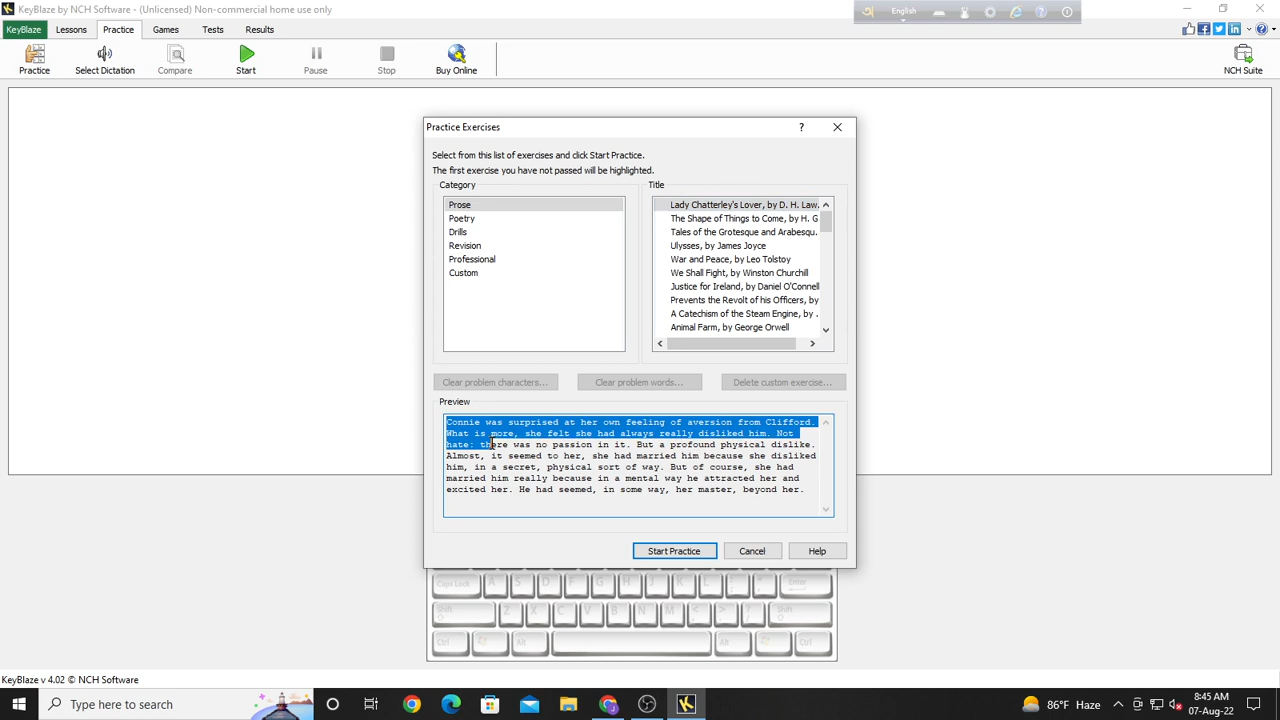 KeyBlaze by NCH Software - (Unlicensed) Non-commercial home use only
অ English
KeyBlaze Lessons Practice Games Tests Results
Practice Select Dictation Compare Start Pause Stop Buy Online NCH Suite
Practice Exercises
Select from this list of exercises and click Start Practice.
The first exercise you have not passed will be highlighted.
Category
Prose
Poetry
Drills
Revision
Professional
Custom
Title
Lady Chatterley's Lover, by D. H. Law.
The Shape of Things to Come, by H. G
Tales of the Grotesque and Arabesqu.
Ulysses, by James Joyce
War and Peace, by Leo Tolstoy
We Shall Fight, by Winston Churchill
Justice for Ireland, by Daniel O'Connell
Prevents the Revolt of his Officers, by
A Catechism of the Steam Engine, by .
Animal Farm, by George Orwell
Clear problem characters... Clear problem words... Delete custom exercise...
Preview
Connie was surprised at her own feeling of aversion from Clifford.
What is more, she felt she had always really disliked him. Not
hate: there was no passion in it. But a profound physical dislike.
Almost, it seemed to her, she had married him because she disliked
him, in a secret, physical sort of way. But of course, she had
married him really because in a mental way he attracted her and
excited her. He had seemed, in some way, her master, beyond her.
Start Practice Cancel Help
Caps Lock A S D F G H J K L : ; " ' Enter
Shift Z X C V B N M < , > . ? / Shift
Ctrl Alt Alt Ctrl
KeyBlaze v 4.02 © NCH Software
Type here to search
86°F Haze
8:45 AM
07-Aug-22